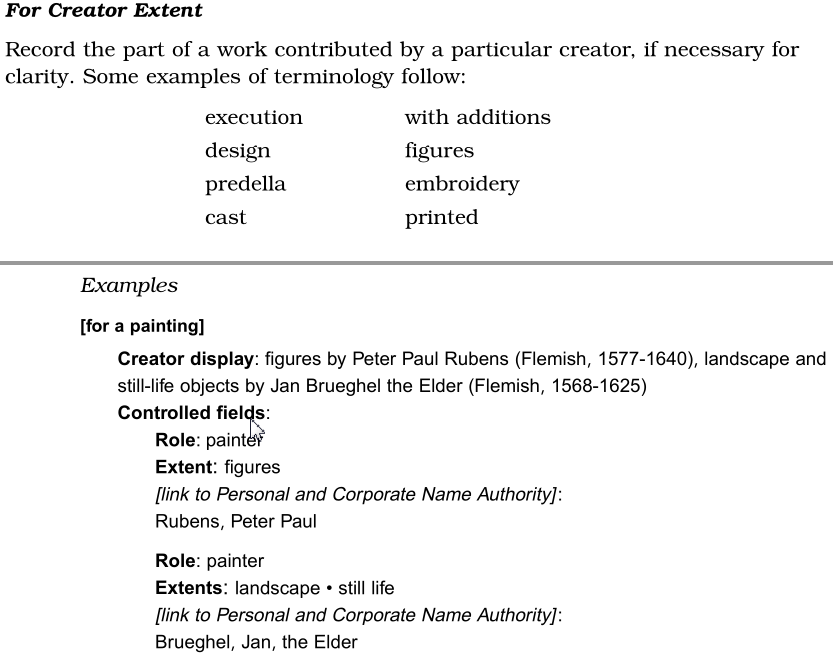 For Creator Extent
Record the part of a work contributed by a particular creator, if necessary for
clarity. Some examples of terminology follow:
execution with additions
design figures
predella embroidery
cast printed
Examples
[for a painting]
Creator display: figures by Peter Paul Rubens (Flemish, 1577-1640), landscape and
still-life objects by Jan Brueghel the Elder (Flemish, 1568-1625)
Controlled fields:
Role: painter
Extent: figures
[link to Personal and Corporate Name Authority]:
Rubens, Peter Paul
Role: painter
Extents: landscape • still life
[link to Personal and Corporate Name Authority]:
Brueghel, Jan, the Elder